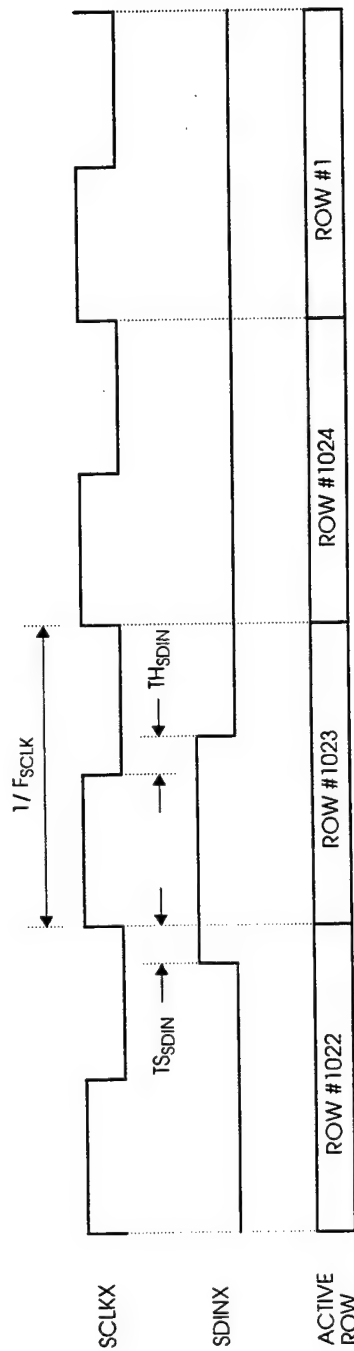 1/ FSCLK
SCLKX
TSSDIN
THSDIN
SDINX
ACTIVE
ROW
ROW #1022
ROW #1023
ROW #1024
ROW #1